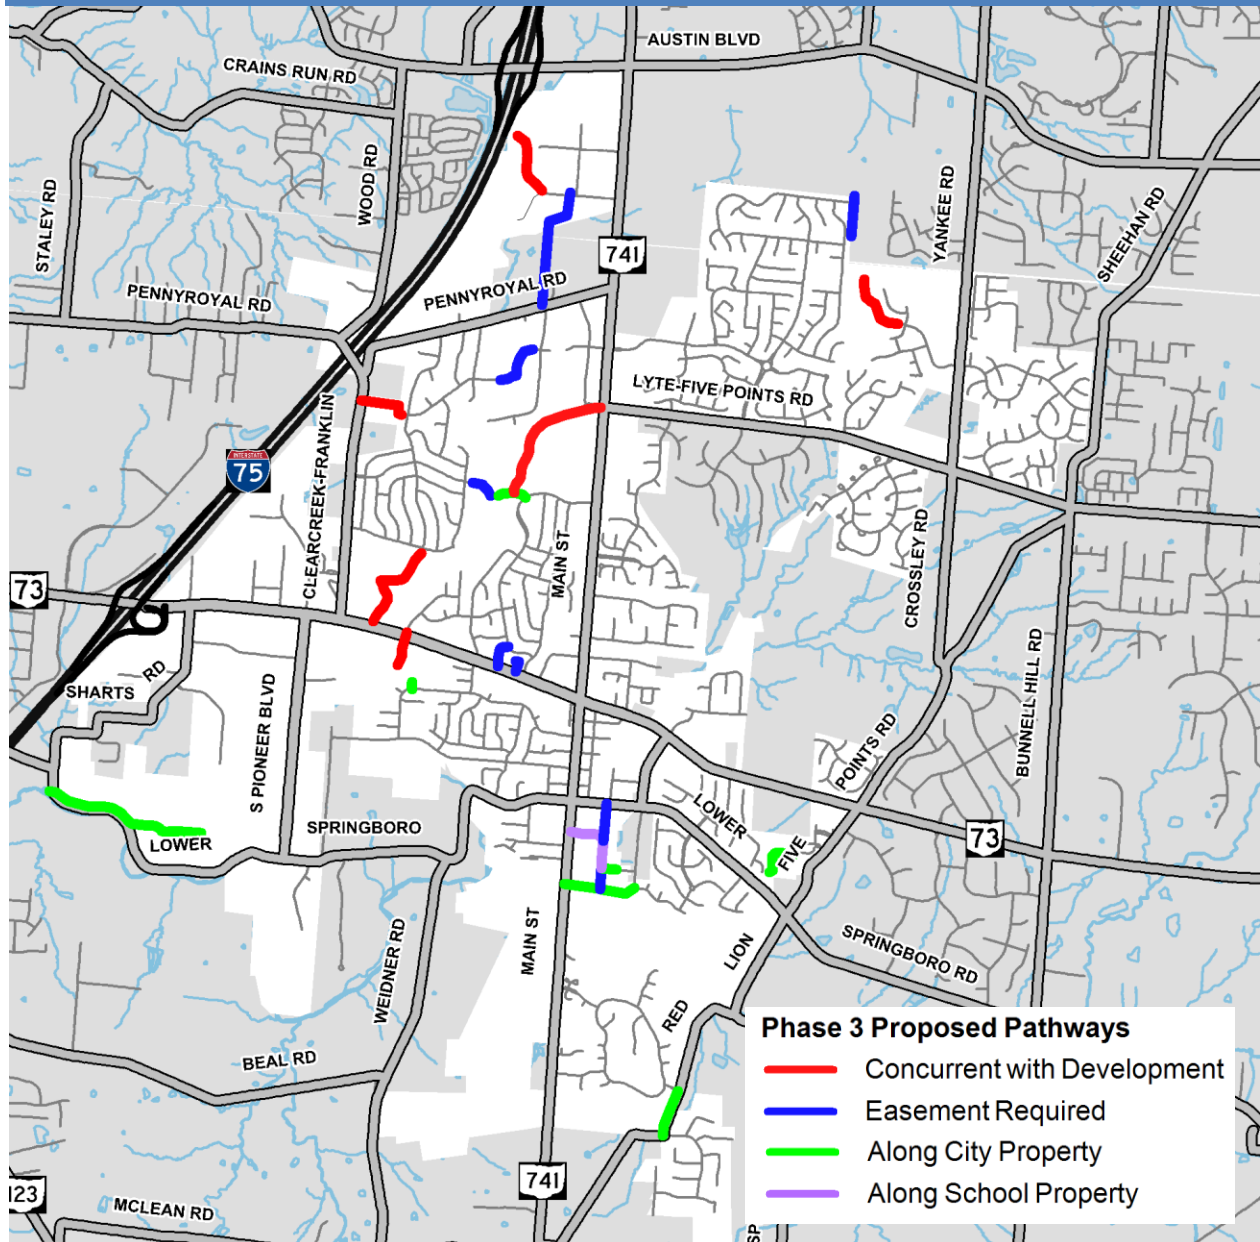 AUSTIN BLVD
CRAINS RUN RD
WOOD RD
STALEY RD
YANKEE RD
SHEEHAN RD
741
PENNYROYAL RD
PENNYROYAL RD
LYTE-FIVE POINTS RD
CLEARCREEK-FRANKLIN
INTERSTATE
75
MAIN ST
CROSSLEY RD
73
BUNNELL HILL RD
SHARTS RD
S PIONEER BLVD
POINTS RD
LOWER
SPRINGBORO
LOWER
FIVE
73
MAIN ST
WEIDNER RD
LION
SPRINGBORO RD
RED
BEAL RD
Phase 3 Proposed Pathways
Concurrent with Development
Easement Required
Along City Property
Along School Property
741
123
MCLEAN RD
SP